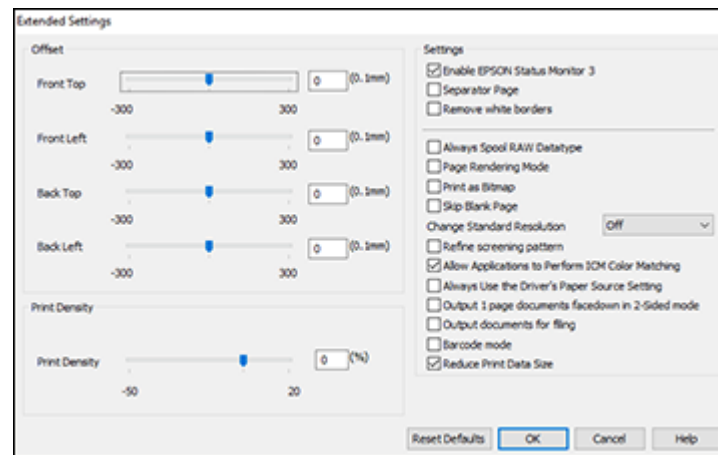 Extended Settings
Offset
Front Top
0 (0.1mm)
-300 300
Front Left
0 (0.1mm)
-300 300
Back Top
0 (0.1mm)
-300 300
Back Left
0 (0.1mm)
-300 300
Print Density
Print Density
0 (%)
-50 20
Settings
Enable EPSON Status Monitor 3
Separator Page
Remove white borders
Always Spool RAW Datatype
Page Rendering Mode
Print as Bitmap
Skip Blank Page
Change Standard Resolution Off
Refine screening pattern
Allow Applications to Perform ICM Color Matching
Always Use the Driver's Paper Source Setting
Output 1 page documents facedown in 2-Sided mode
Output documents for filing
Barcode mode
Reduce Print Data Size
Reset Defaults OK Cancel Help